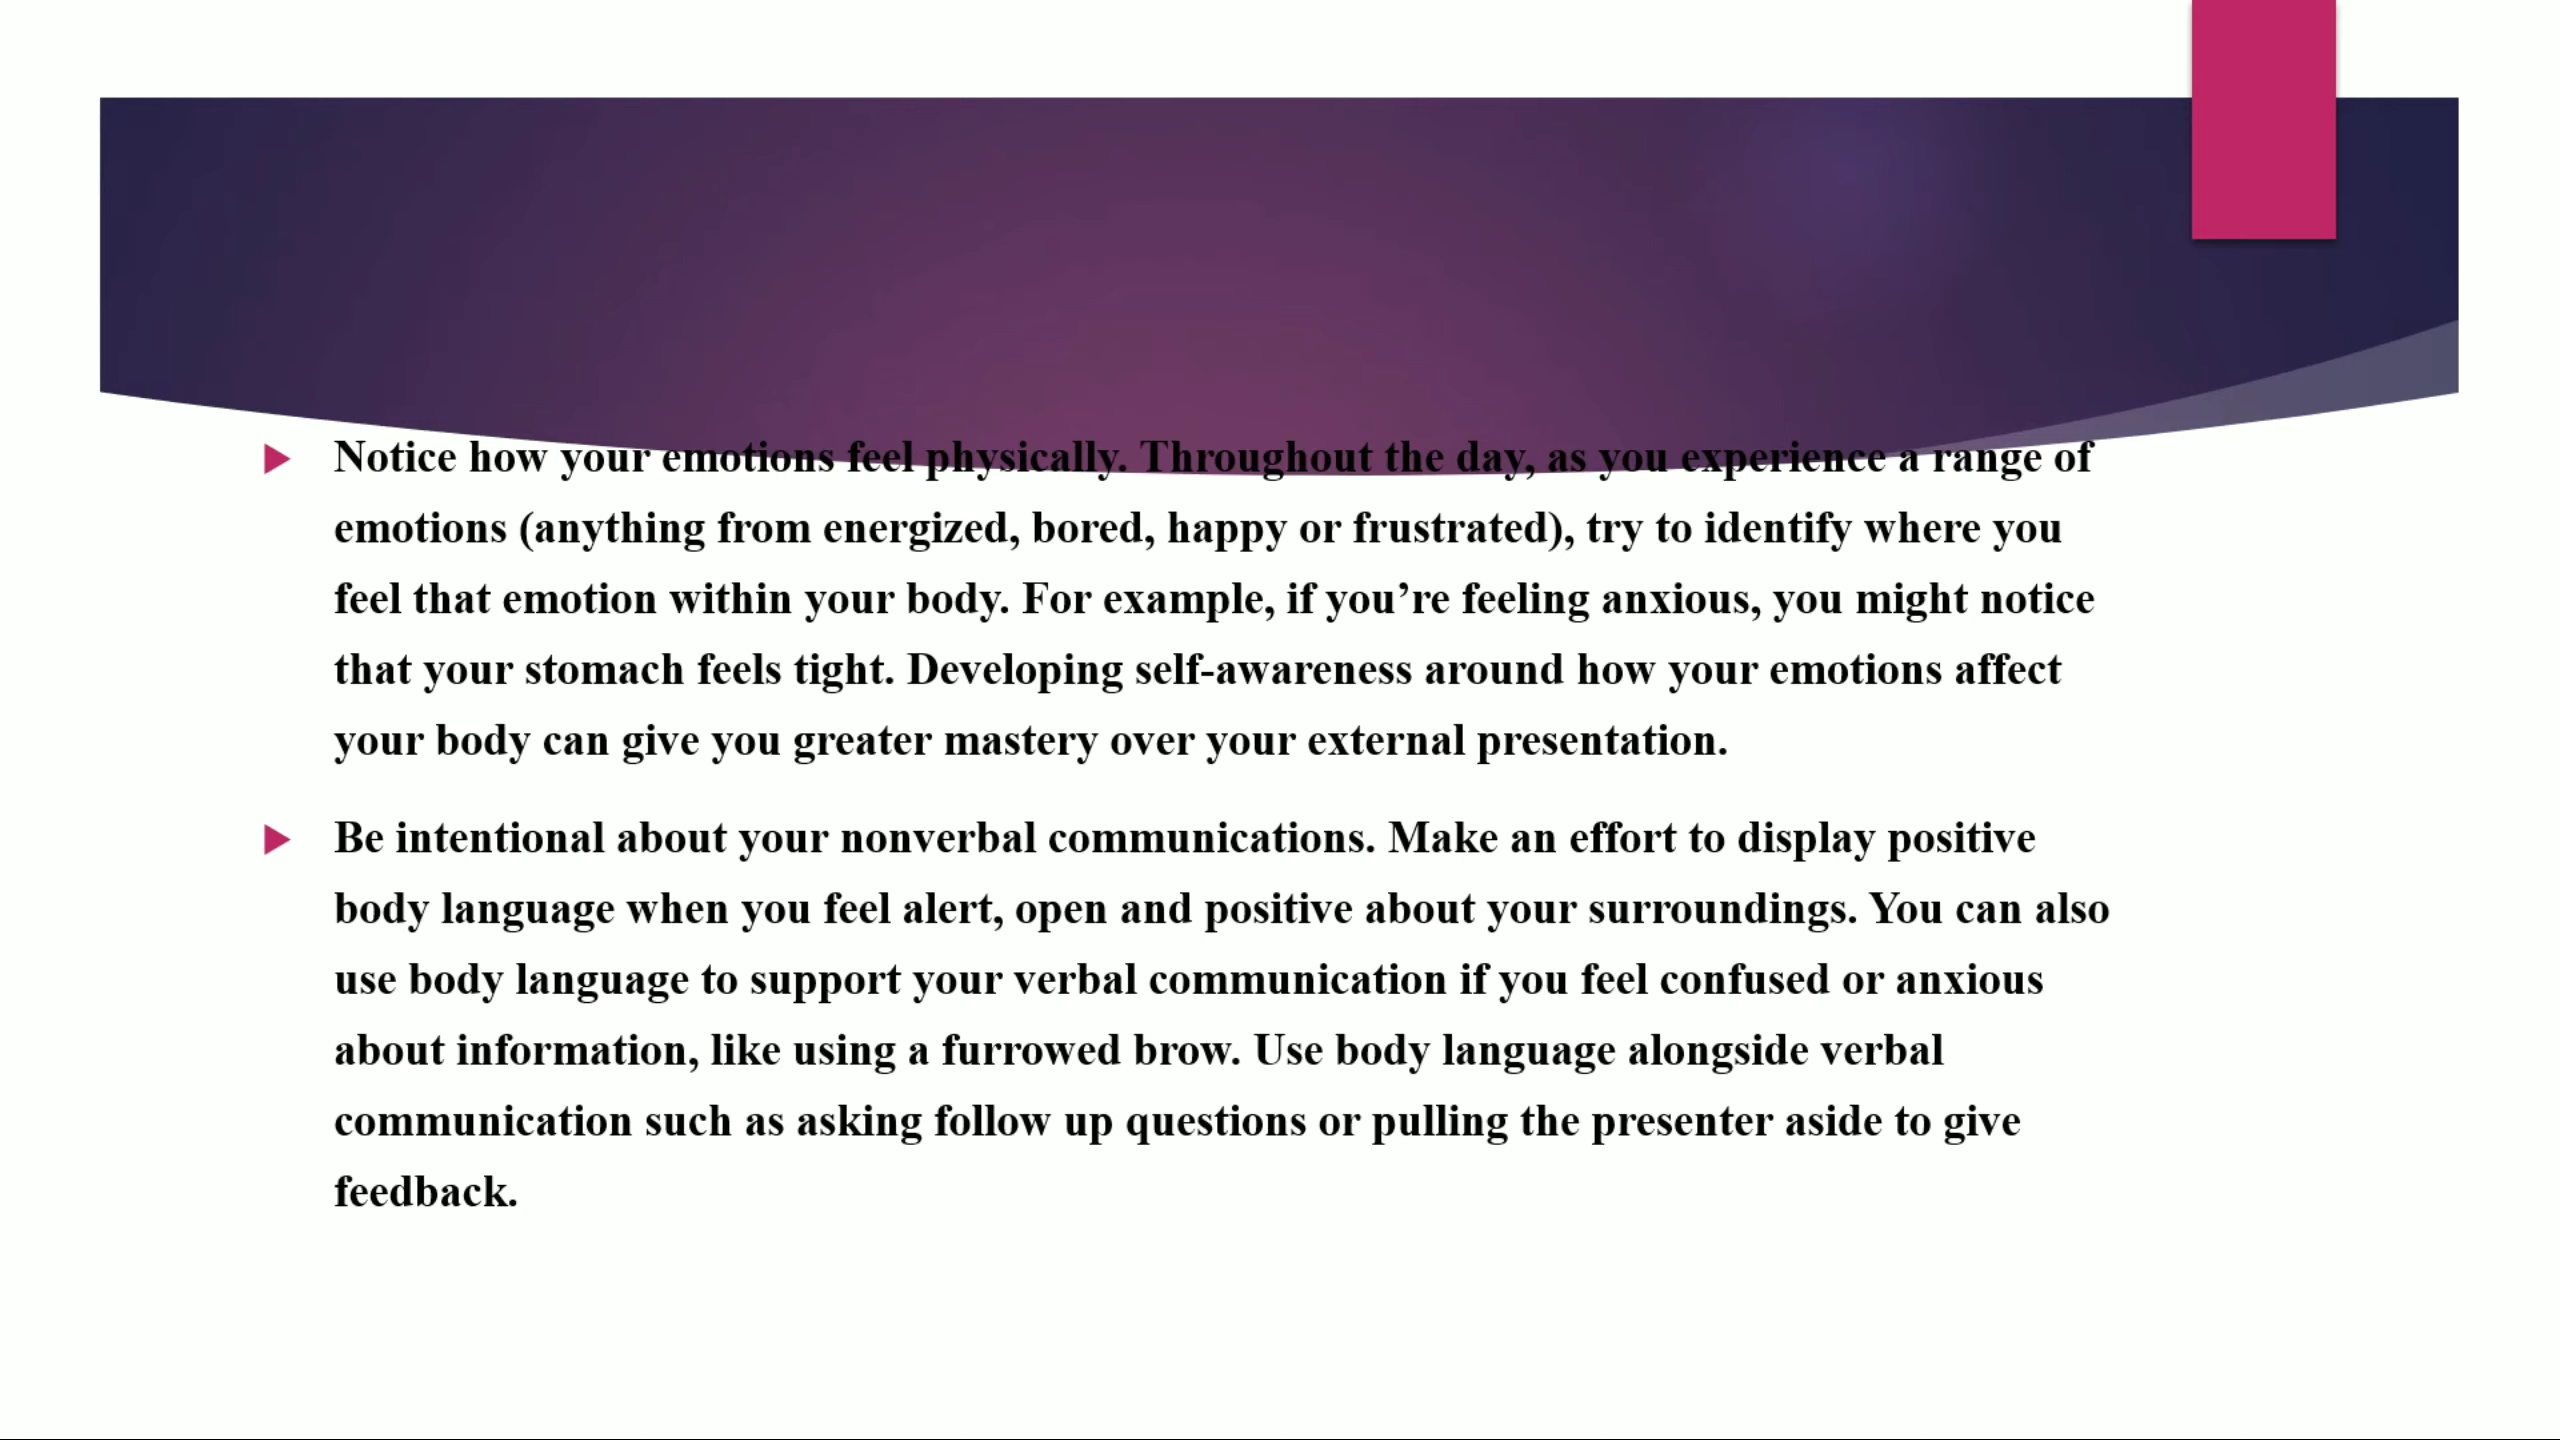 Notice how your emotions feel physically. Throughout the day, as you experience a range of
emotions (anything from energized, bored, happy or frustrated), try to identify where you
feel that emotion within your body. For example, if you’re feeling anxious, you might notice
that your stomach feels tight. Developing self-awareness around how your emotions affect
your body can give you greater mastery over your external presentation.
Be intentional about your nonverbal communications. Make an effort to display positive
body language when you feel alert, open and positive about your surroundings. You can also
use body language to support your verbal communication if you feel confused or anxious
about information, like using a furrowed brow. Use body language alongside verbal
communication such as asking follow up questions or pulling the presenter aside to give
feedback.